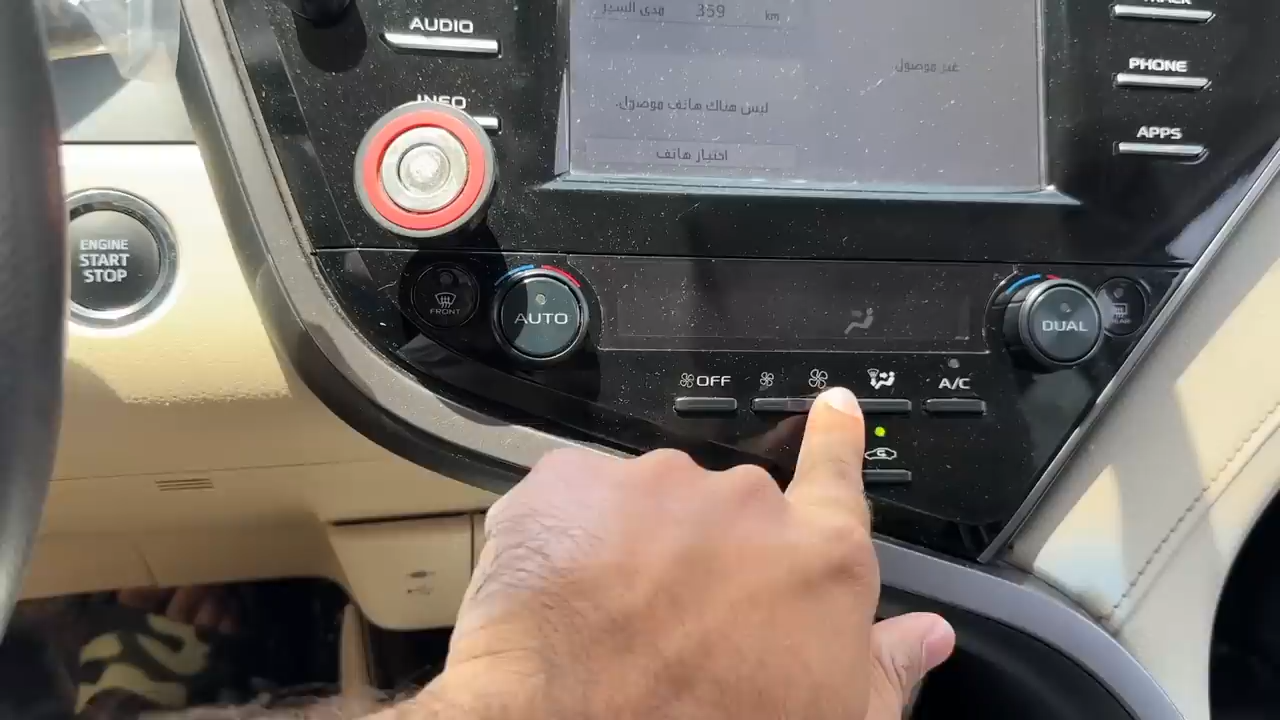 AUDIO
مدى السير 359 km
غير موصول
PHONE
INFO
ليس هناك هاتف موصول.
اختيار هاتف
APPS
ENGINE
START
STOP
FRONT
AUTO
DUAL
OFF
A/C